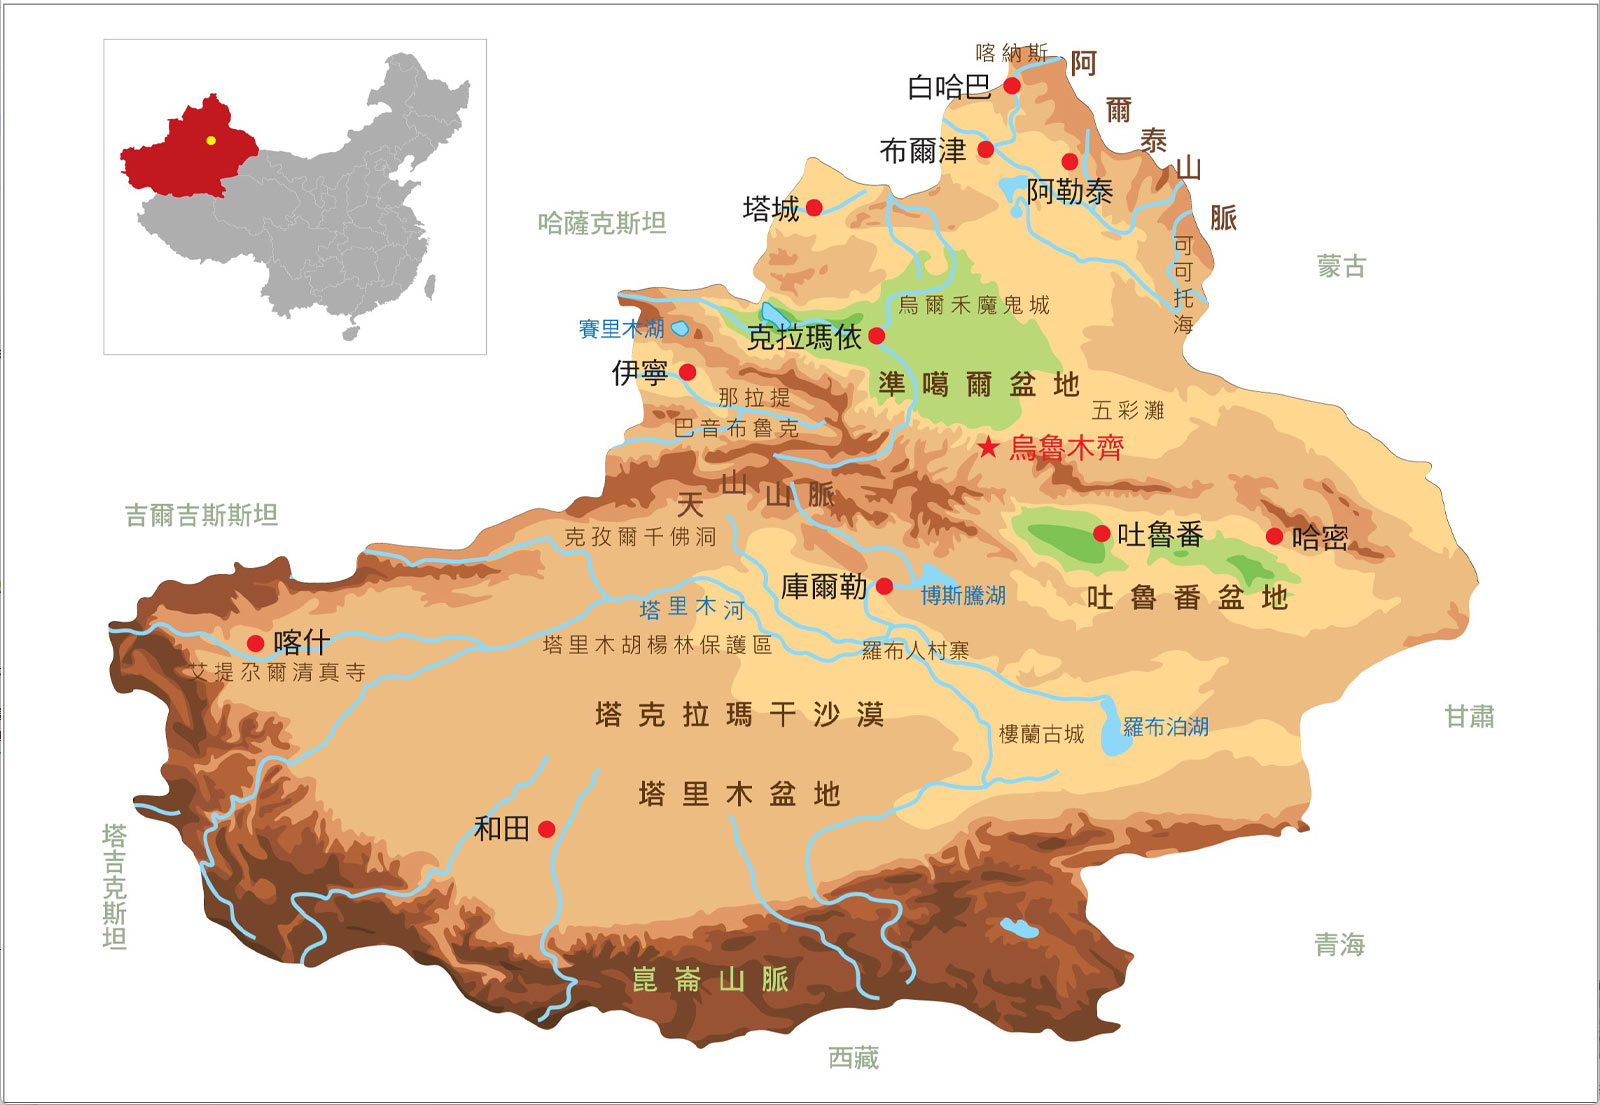 喀納斯
白哈巴
阿爾泰山脈
布爾津
阿勒泰
塔城
哈薩克斯坦
可可托海
蒙古
烏爾禾魔鬼城
賽里木湖
克拉瑪依
伊寧
準噶爾盆地
那拉提
五彩灘
巴音布魯克
烏魯木齊
天山山脈
吉爾吉斯斯坦
克孜爾千佛洞
吐魯番
哈密
庫爾勒
博斯騰湖
吐魯番盆地
塔里木河
喀什
塔里木胡楊林保護區
羅布人村寨
艾提尕爾清真寺
塔克拉瑪干沙漠
樓蘭古城
羅布泊湖
甘肅
塔里木盆地
和田
塔吉克斯坦
青海
崑崙山脈
西藏